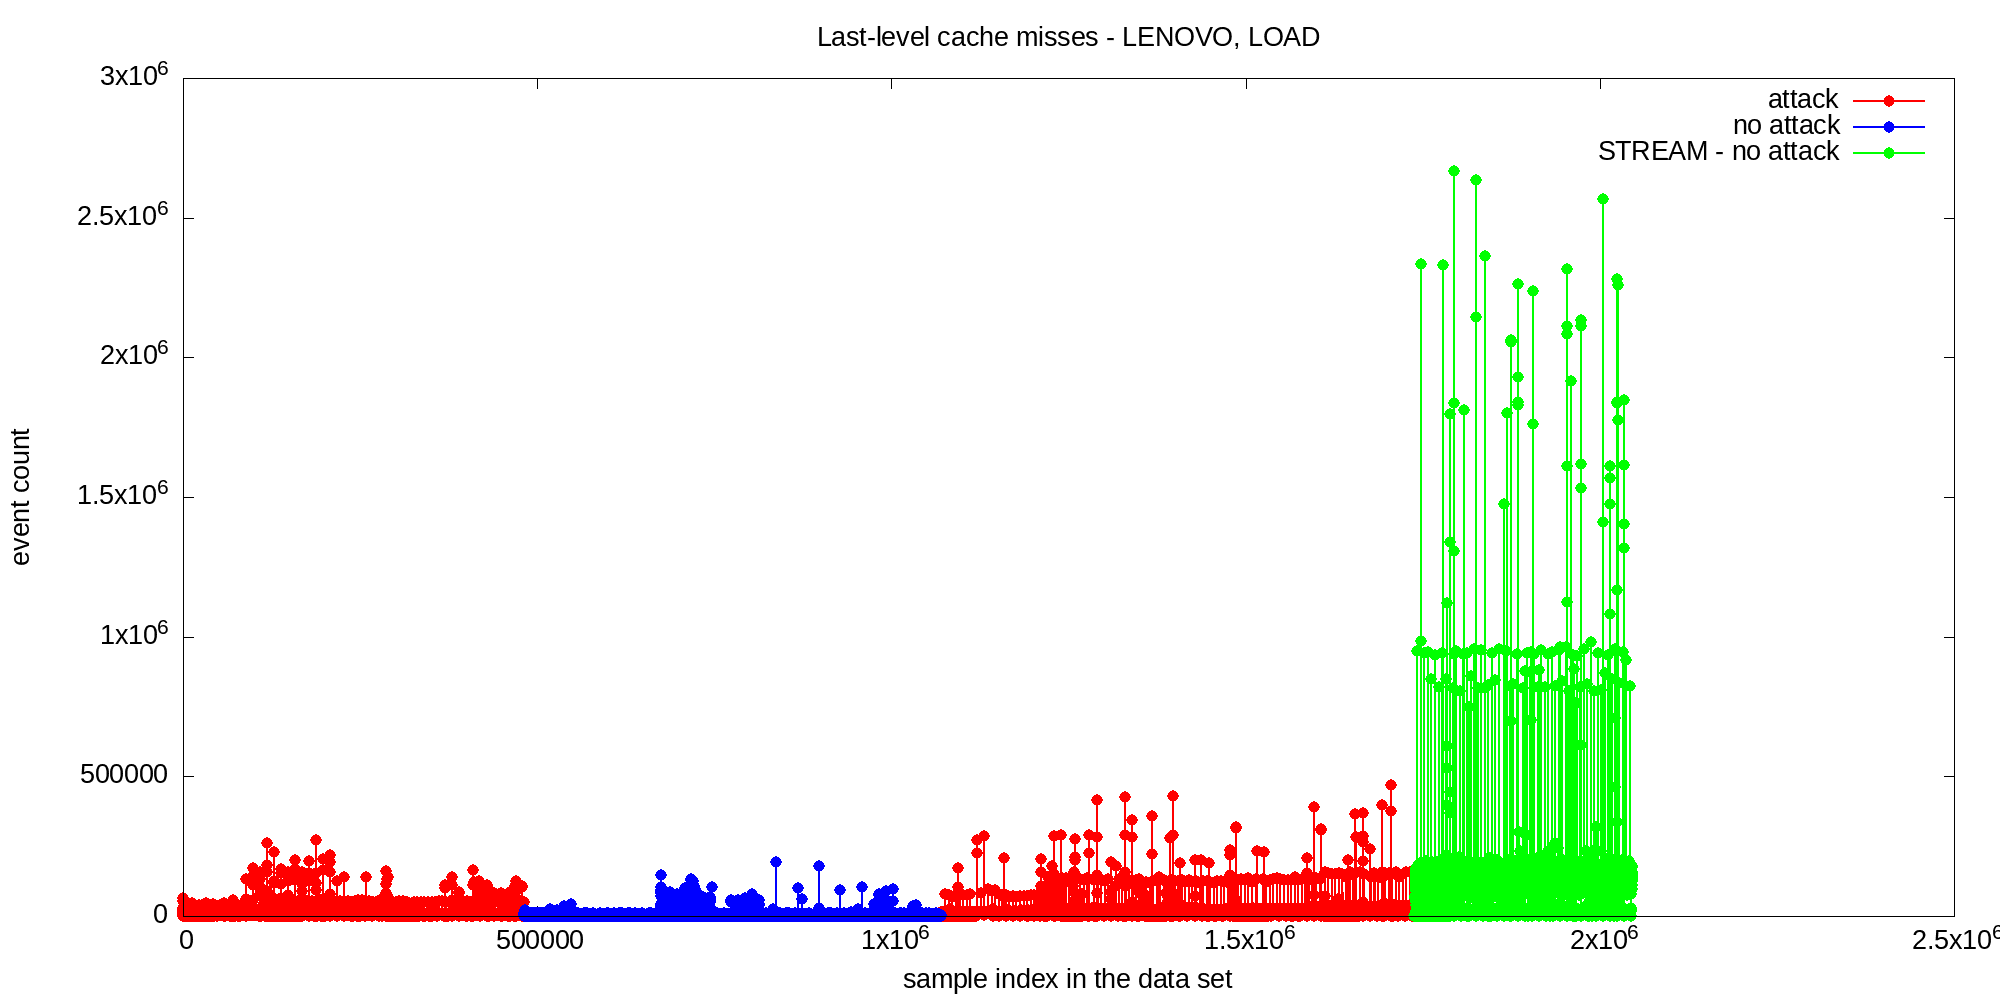 Last-level cache misses - LENOVO, LOAD
3x10^6
2.5x10^6
2x10^6
1.5x10^6
1x10^6
500000
0
event count
attack
no attack
STREAM - no attack
0 500000 1x10^6 1.5x10^6 2x10^6 2.5x10^6
sample index in the data set